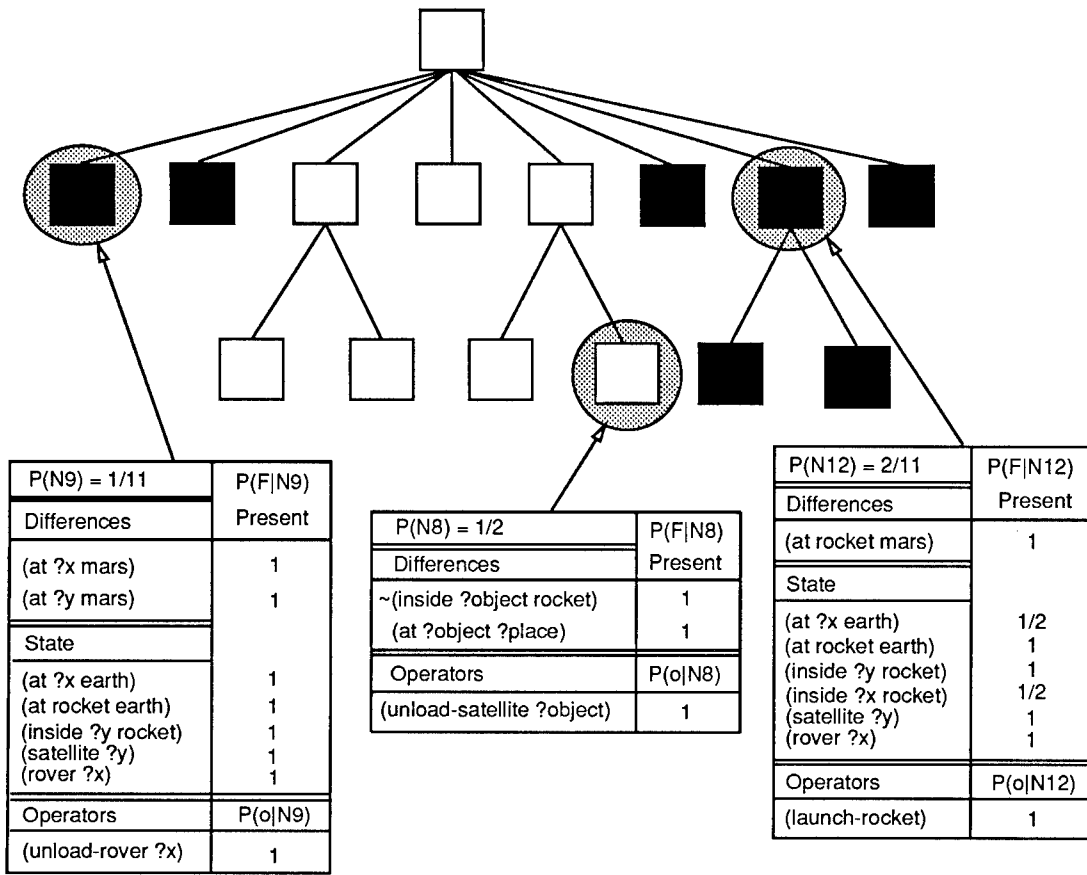 P(N9) = 1/11 P(F|N9)
Differences Present
(at ?x mars) 1
(at ?y mars) 1
State
(at ?x earth) 1
(at rocket earth) 1
(inside ?y rocket) 1
(satellite ?y) 1
(rover ?x) 1
Operators P(o|N9)
(unload-rover ?x) 1
P(N8) = 1/2 P(F|N8)
Differences Present
~(inside ?object rocket) 1
(at ?object ?place) 1
Operators P(o|N8)
(unload-satellite ?object) 1
P(N12) = 2/11 P(F|N12)
Differences Present
(at rocket mars) 1
State
(at ?x earth) 1/2
(at rocket earth) 1
(inside ?y rocket) 1
(inside ?x rocket) 1/2
(satellite ?y) 1
(rover ?x) 1
Operators P(o|N12)
(launch-rocket) 1